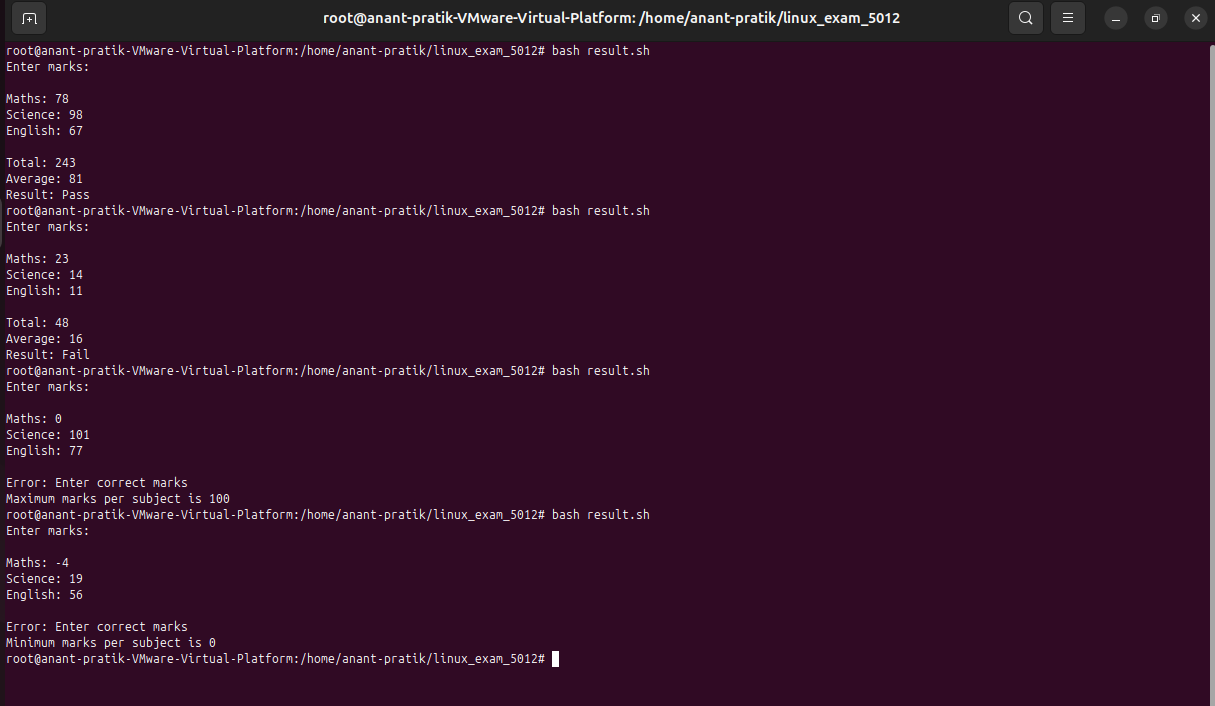 root@anant-pratik-VMware-Virtual-Platform: /home/anant-pratik/linux_exam_5012
root@anant-pratik-VMware-Virtual-Platform:/home/anant-pratik/linux_exam_5012# bash result.sh
Enter marks:
Maths: 78
Science: 98
English: 67
Total: 243
Average: 81
Result: Pass
root@anant-pratik-VMware-Virtual-Platform:/home/anant-pratik/linux_exam_5012# bash result.sh
Enter marks:
Maths: 23
Science: 14
English: 11
Total: 48
Average: 16
Result: Fail
root@anant-pratik-VMware-Virtual-Platform:/home/anant-pratik/linux_exam_5012# bash result.sh
Enter marks:
Maths: 0
Science: 101
English: 77
Error: Enter correct marks
Maximum marks per subject is 100
root@anant-pratik-VMware-Virtual-Platform:/home/anant-pratik/linux_exam_5012# bash result.sh
Enter marks:
Maths: -4
Science: 19
English: 56
Error: Enter correct marks
Minimum marks per subject is 0
root@anant-pratik-VMware-Virtual-Platform:/home/anant-pratik/linux_exam_5012#